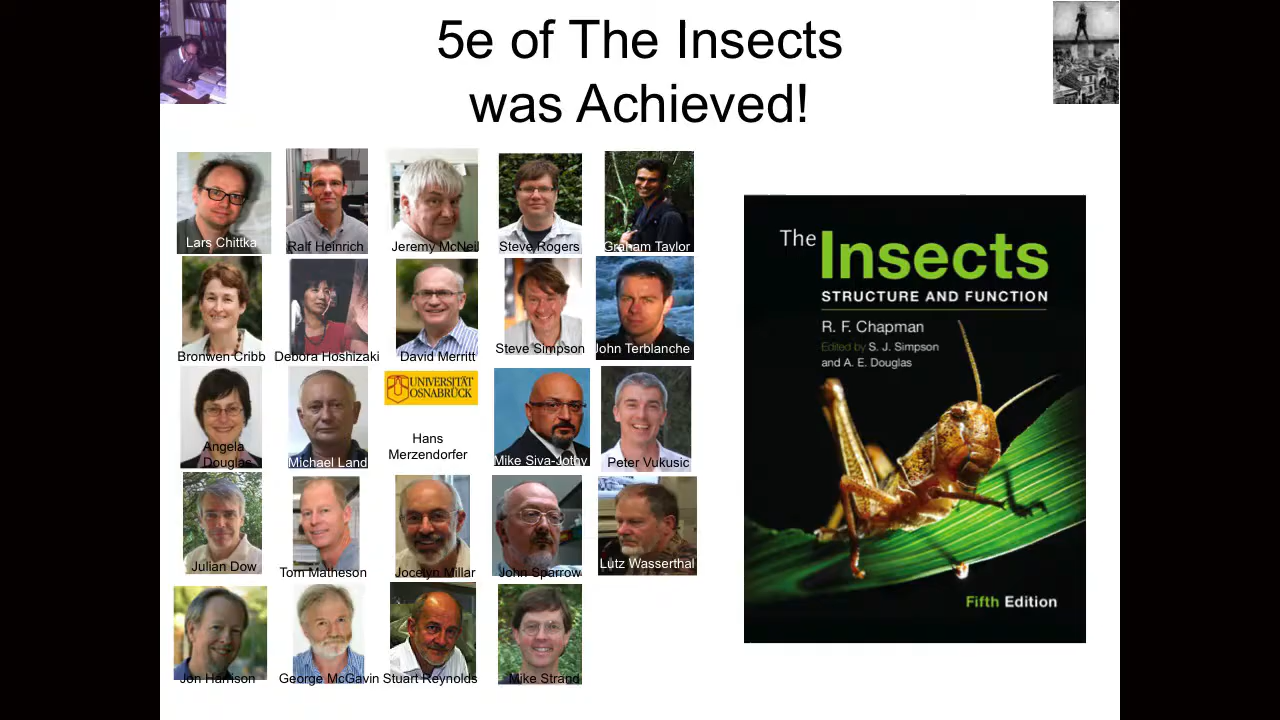 5e of The Insects
was Achieved!
Lars Chittka
Ralf Heinrich
Jeremy McNeil
Steve Rogers
Graham Taylor
Bronwen Cribb
Debora Hoshizaki
David Merritt
Steve Simpson
John Terblanche
Angela
Douglas
Michael Land
UNIVERSITÄT
OSNABRÜCK
Hans
Merzendorfer
Mike Siva-Jothy
Peter Vukusic
Julian Dow
Tom Matheson
Jocelyn Millar
John Sparrow
Lutz Wasserthal
Jon Harrison
George McGavin
Stuart Reynolds
Mike Strand
The Insects
STRUCTURE AND FUNCTION
R. F. Chapman
Edited by S. J. Simpson
and A. E. Douglas
Fifth Edition